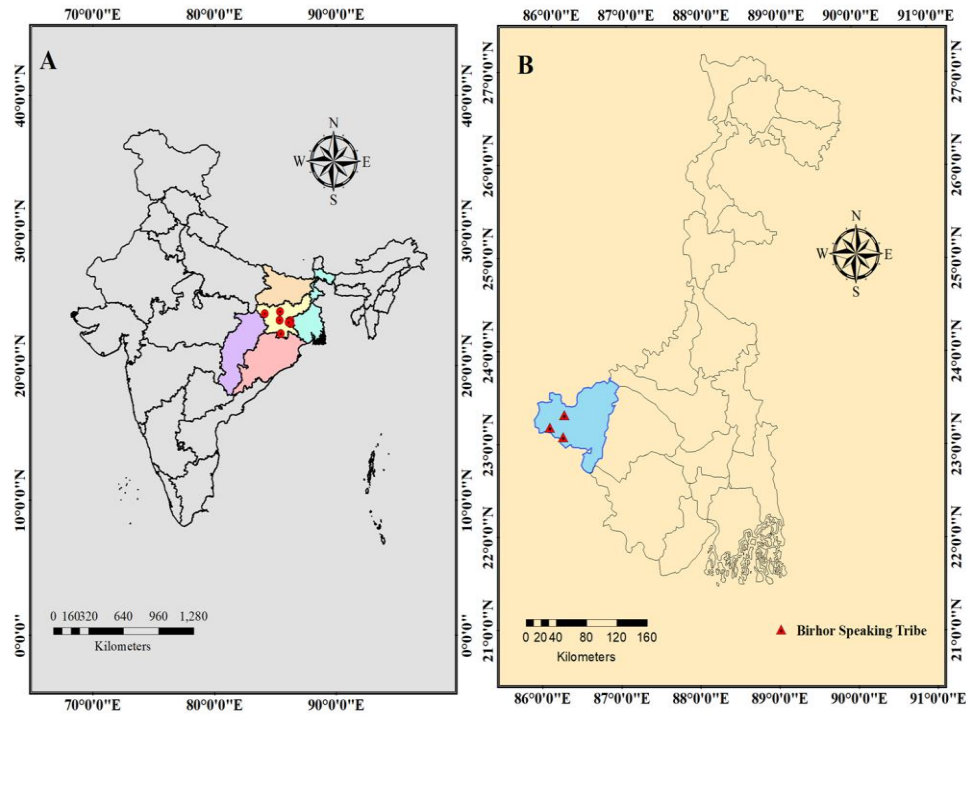 86°0'0"E 87°0'0"E 88°0'0"E 89°0'0"E 90°0'0"E 91°0'0"E
70°0'0"E 80°0'0"E 90°0'0"E
A
B
N
W E
S
N
W E
S
40°0'0"N
30°0'0"N
20°0'0"N
10°0'0"N
0°0'0"
40°0'0"N
30°0'0"N
20°0'0"N
10°0'0"N
0°0'0"
27°0'0"N
26°0'0"N
25°0'0"N
24°0'0"N
23°0'0"N
22°0'0"N
21°0'0"N
27°0'0"N
26°0'0"N
25°0'0"N
24°0'0"N
23°0'0"N
22°0'0"N
21°0'0"N
0 160320 640 960 1,280
Kilometers
0 20 40 80 120 160
Kilometers
Birhor Speaking Tribe
70°0'0"E 80°0'0"E 90°0'0"E
86°0'0"E 87°0'0"E 88°0'0"E 89°0'0"E 90°0'0"E 91°0'0"E